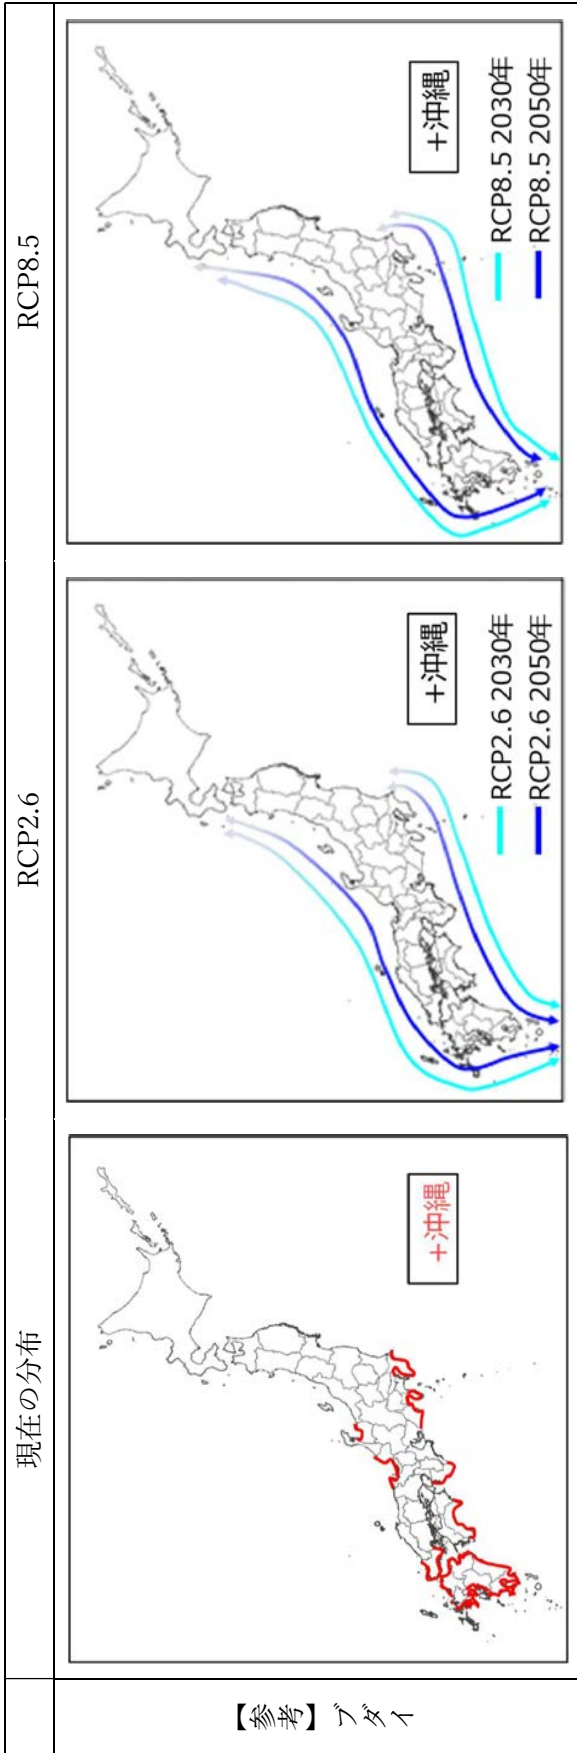 現在の分布
RCP2.6
RCP8.5
【参考】ブダイ
+沖縄
+沖縄
RCP2.6 2030年
RCP2.6 2050年
+沖縄
RCP8.5 2030年
RCP8.5 2050年